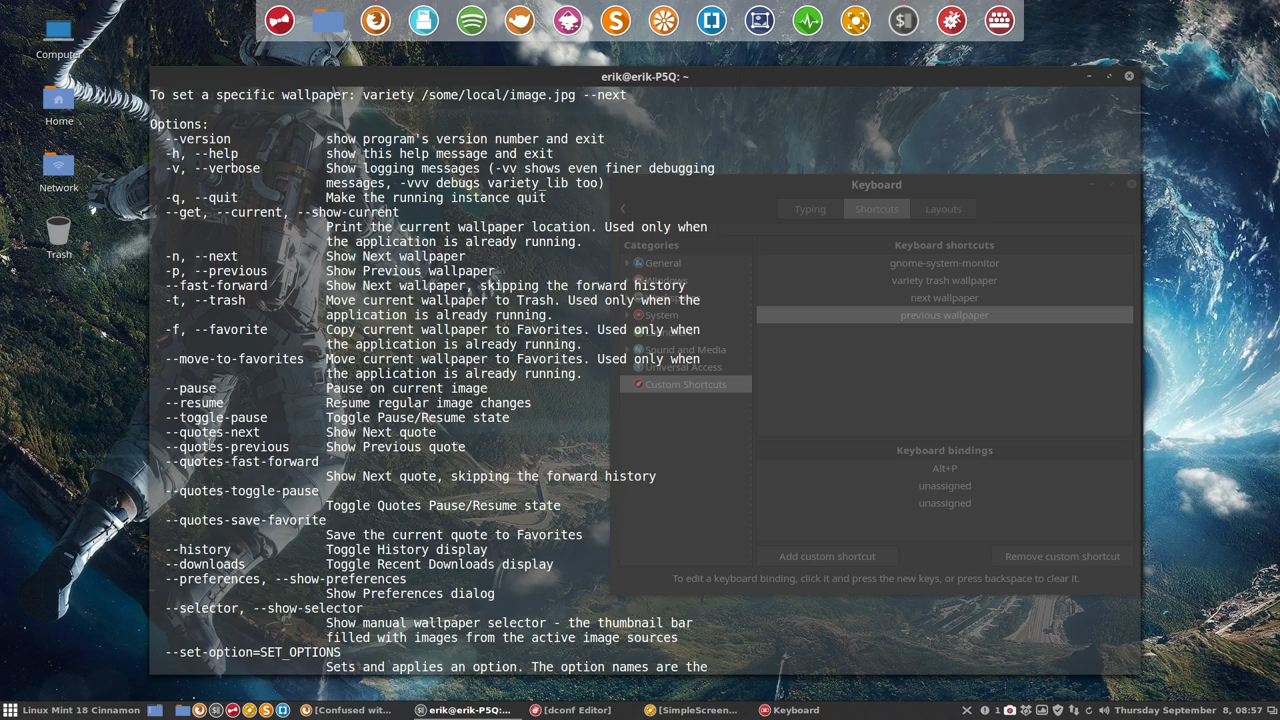 Computer
Home
Network
Trash
erik@erik-P5Q: ~
To set a specific wallpaper: variety /some/local/image.jpg --next
Options:
--version show program's version number and exit
-h, --help show this help message and exit
-v, --verbose Show logging messages (-vv shows even finer debugging
messages, -vvv debugs variety_lib too)
-q, --quit Make the running instance quit
--get, --current, --show-current
Print the current wallpaper location. Used only when
the application is already running.
-n, --next Show Next wallpaper
-p, --previous Show Previous wallpaper
--fast-forward Show Next wallpaper, skipping the forward history
-t, --trash Move current wallpaper to Trash. Used only when the
application is already running.
-f, --favorite Copy current wallpaper to Favorites. Used only when
the application is already running.
--move-to-favorites Move current wallpaper to Favorites. Used only when
the application is already running.
--pause Pause on current image
--resume Resume regular image changes
--toggle-pause Toggle Pause/Resume state
--quotes-next Show Next quote
--quotes-previous Show Previous quote
--quotes-fast-forward
Show Next quote, skipping the forward history
--quotes-toggle-pause
Toggle Quotes Pause/Resume state
--quotes-save-favorite
Save the current quote to Favorites
--history Toggle History display
--downloads Toggle Recent Downloads display
--preferences, --show-preferences
Show Preferences dialog
--selector, --show-selector
Show manual wallpaper selector - the thumbnail bar
filled with images from the active image sources
--set-option=SET_OPTIONS
Sets and applies an option. The option names are the
Keyboard
Typing Shortcuts Layouts
Categories
General
System
Sound and Media
Universal Access
Custom Shortcuts
Keyboard shortcuts
gnome-system-monitor
variety trash wallpaper
next wallpaper
previous wallpaper
Keyboard bindings
Alt+P
unassigned
unassigned
Add custom shortcut Remove custom shortcut
To edit a keyboard binding, click it and press the new keys, or press backspace to clear it.
Linux Mint 18 Cinnamon [Confused wit... erik@erik-P5Q:... [dconf Editor] [SimpleScreen... Keyboard 1 Thursday September 8, 08:57